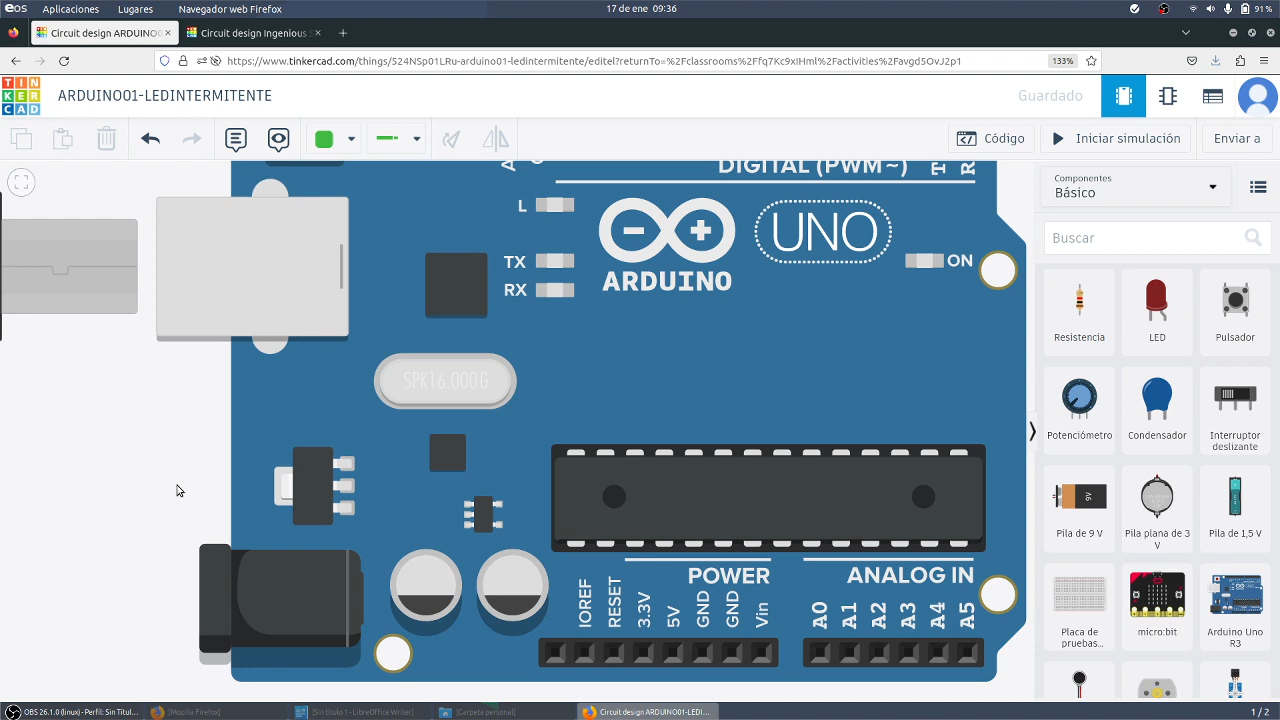 eos Aplicaciones Lugares Navegador web Firefox 17 de ene 09:36 91%
Circuit design ARDUINO × Circuit design Ingenious × +
https://www.tinkercad.com/things/524NSp01LRu-arduino01-ledintermitente/editel?returnTo=%2Fclassrooms%2Ffq7Kc9xIHml%2Factivities%2Favgd5OvJ2p1 133%
TIN
KER
CAD
ARDUINO01-LEDINTERMITENTE
Guardado
Código
Iniciar simulación
Enviar a
DIGITAL (PWM~)
L
TX
RX
UNO
ARDUINO
ON
SPK16.000G
POWER
ANALOG IN
IOREF RESET 3.3V 5V GND GND Vin A0 A1 A2 A3 A4 A5
Componentes
Básico
Buscar
Resistencia LED Pulsador
Potenciómetro Condensador Interruptor
deslizante
9V
Pila de 9 V Pila plana de 3
V Pila de 1,5 V
Placa de
pruebas... micro:bit Arduino Uno
R3
OBS 26.1.0 (linux) - Perfil: Sin Titul... [Mozilla Firefox] [Sin título 1 - LibreOffice Writer] [Carpeta personal] Circuit design ARDUINO01-LEDI... 1 / 2